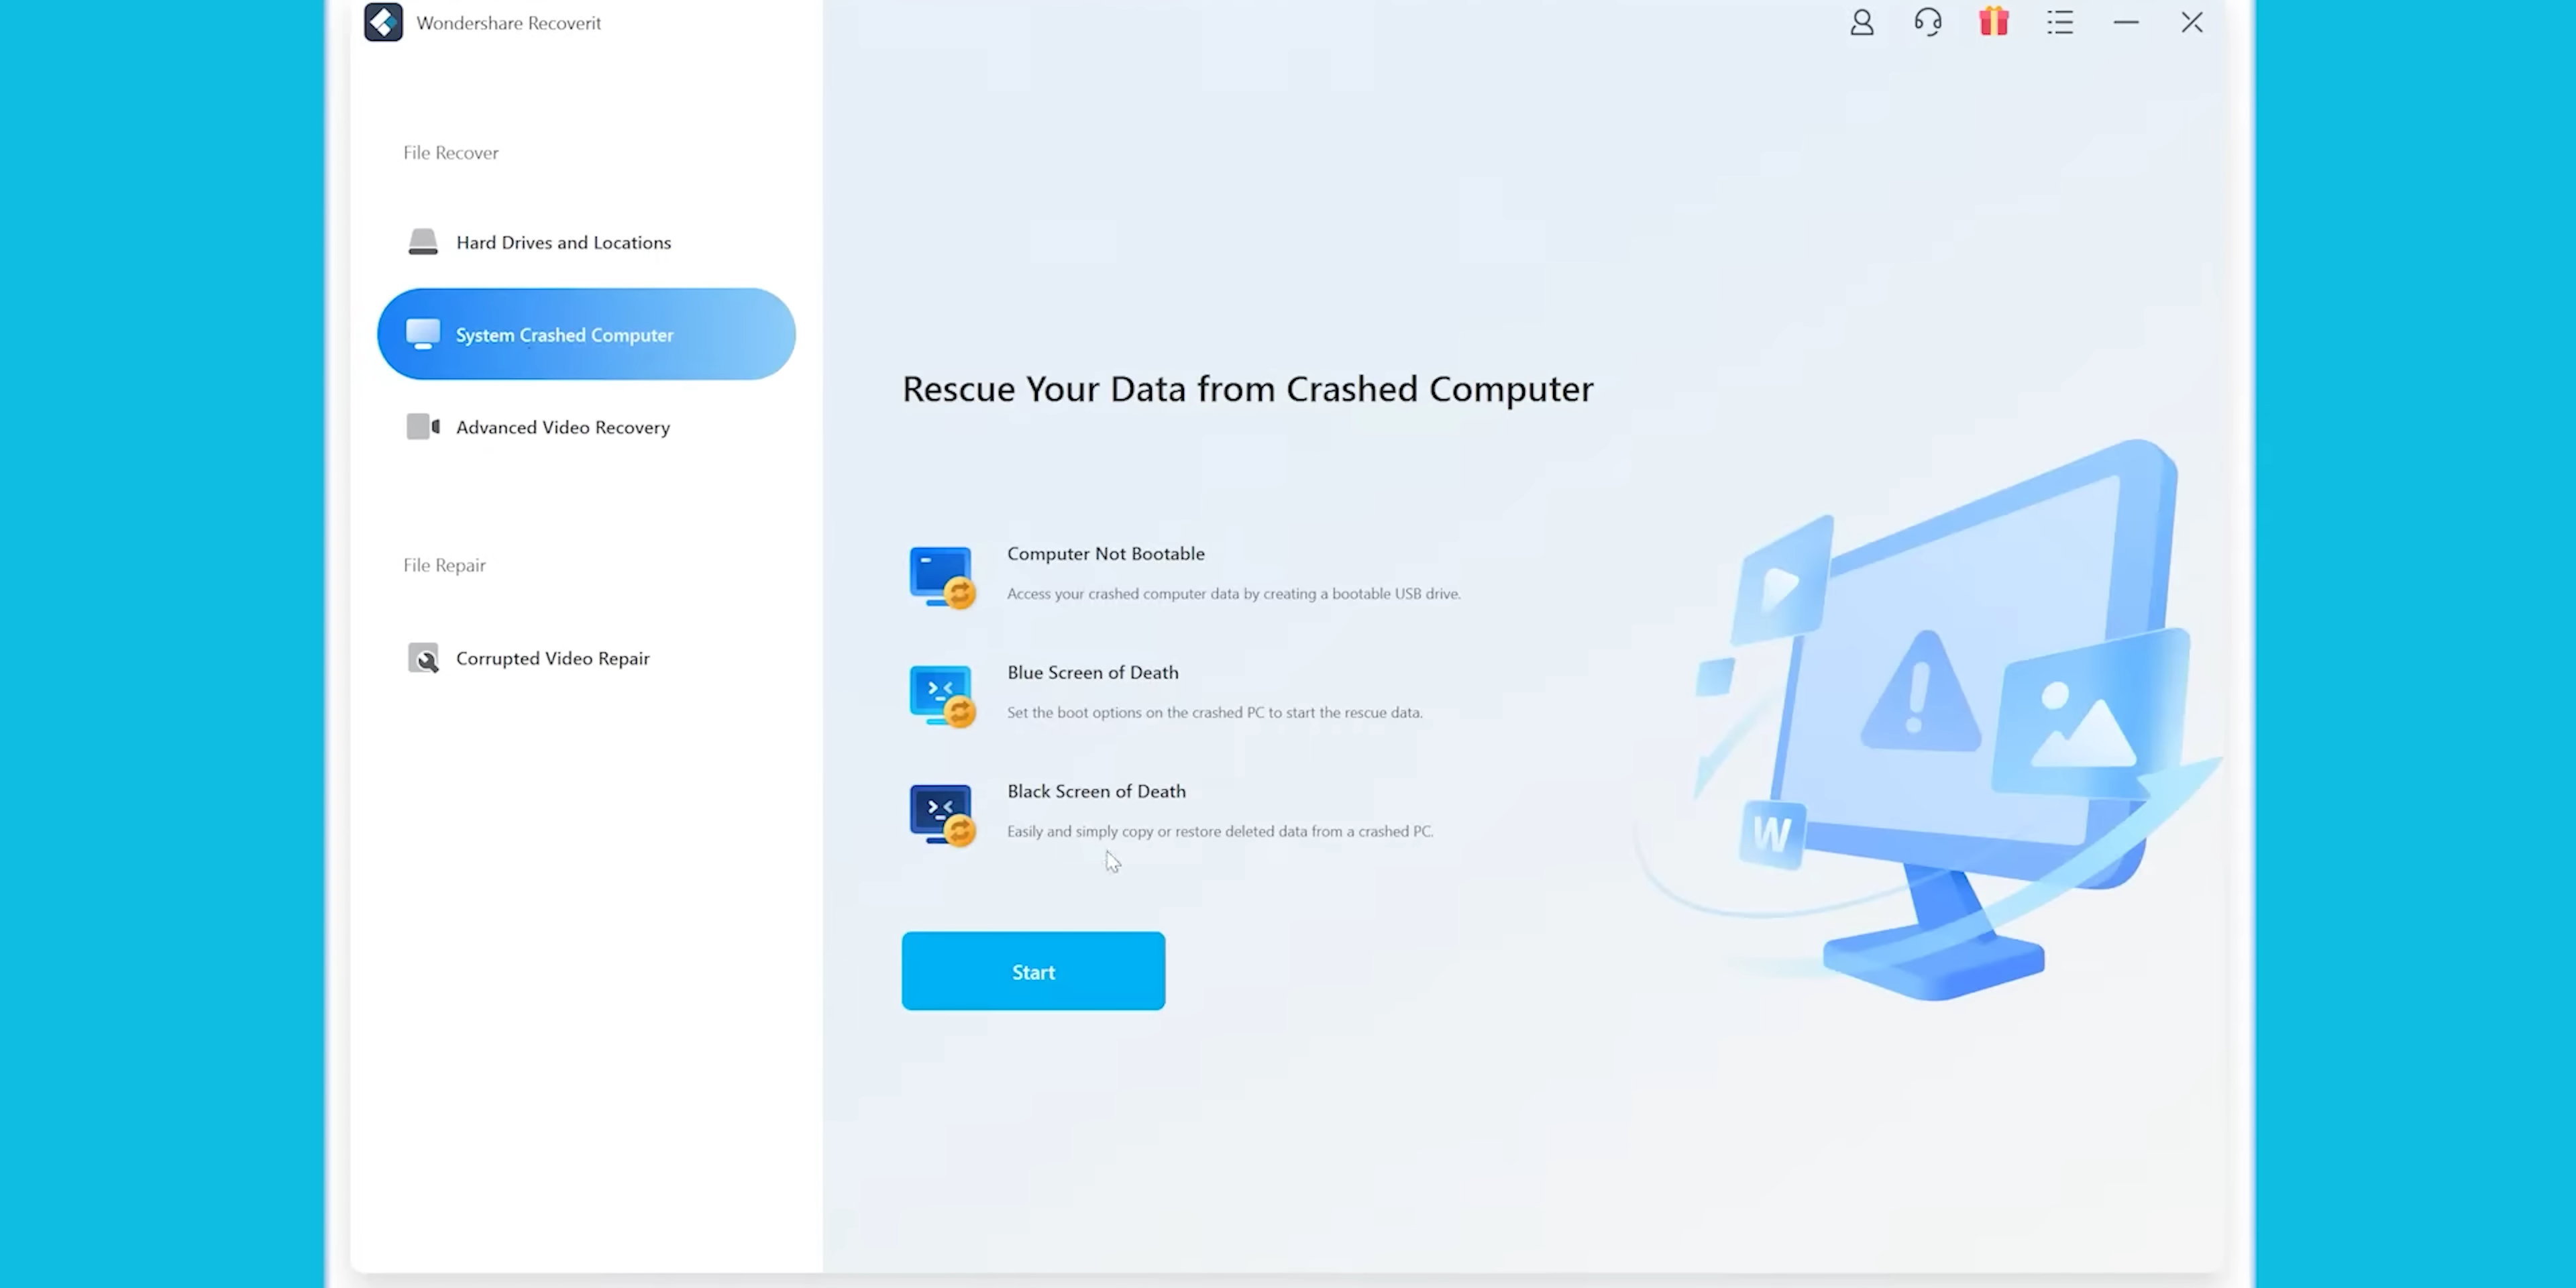 Wondershare Recoverit
File Recover
Hard Drives and Locations
System Crashed Computer
Advanced Video Recovery
File Repair
Corrupted Video Repair
Rescue Your Data from Crashed Computer
Computer Not Bootable
Access your crashed computer data by creating a bootable USB drive.
Blue Screen of Death
Set the boot options on the crashed PC to start the rescue data.
Black Screen of Death
Easily and simply copy or restore deleted data from a crashed PC.
Start
W